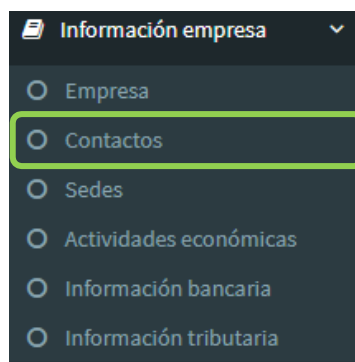 Información empresa
Empresa
Contactos
Sedes
Actividades económicas
Información bancaria
Información tributaria